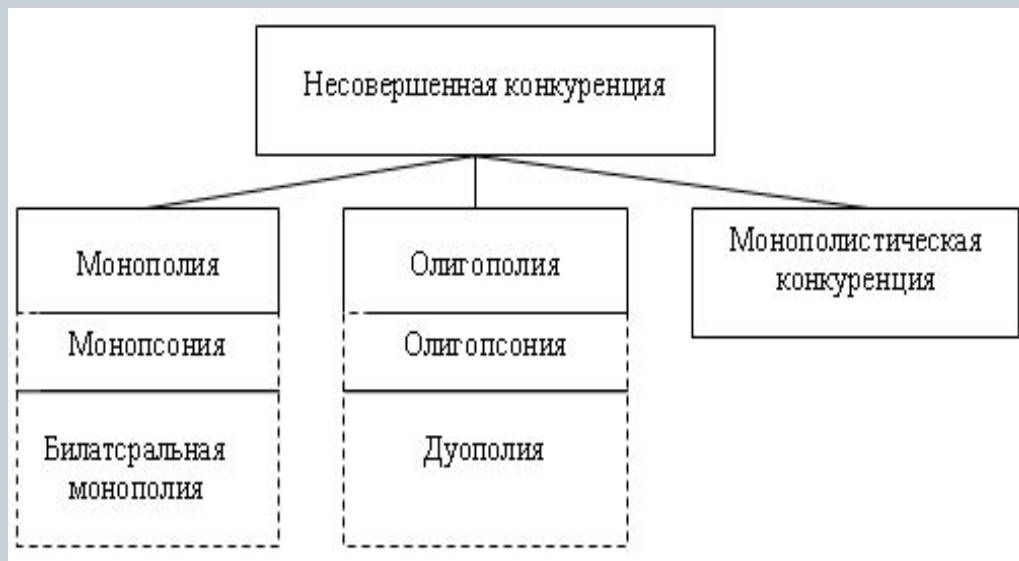 Несовершенная конкуренция
Монополия
Монопсония
Билатсральная
монополия
Олигополия
Олигопсония
Дуополия
Монополистическая
конкуренция